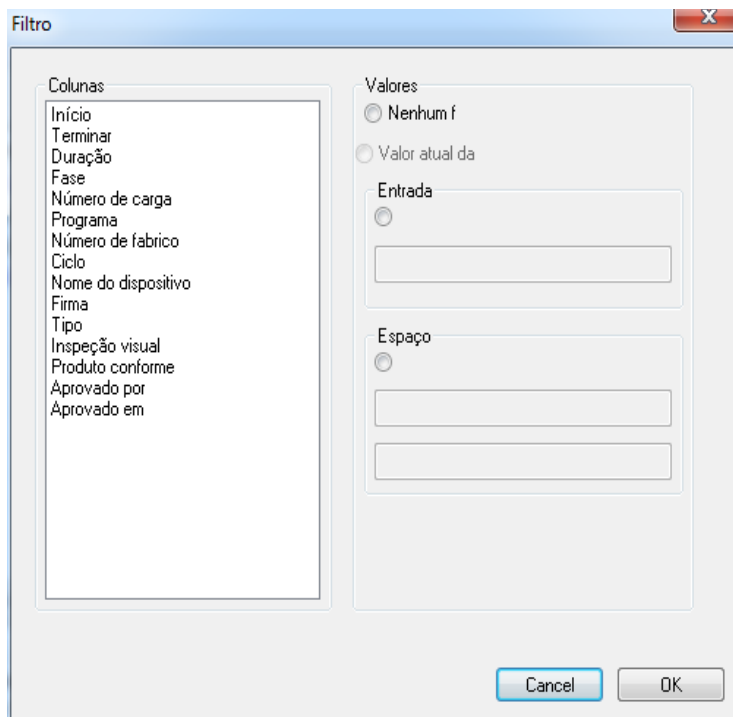 Filtro
X
Colunas
Início
Terminar
Duração
Fase
Número de carga
Programa
Número de fabrico
Ciclo
Nome do dispositivo
Firma
Tipo
Inspeção visual
Produto conforme
Aprovado por
Aprovado em
Valores
Nenhum f
Valor atual da
Entrada
Espaço
Cancel
OK